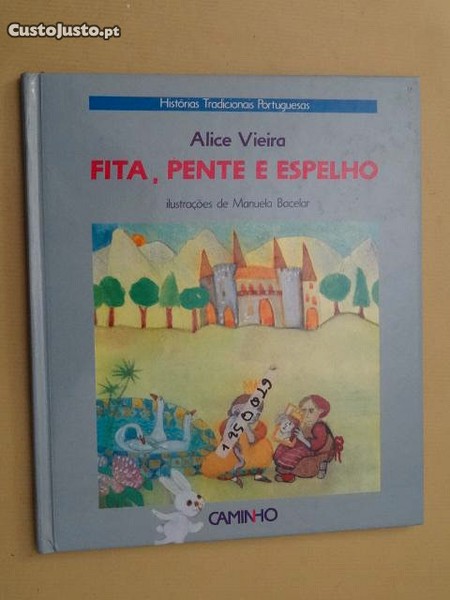 CustoJusto.pt
Histórias Tradicionais Portuguesas
Alice Vieira
FITA, PENTE E ESPELHO
ilustrações de Manuela Bacelar
CAMINHO